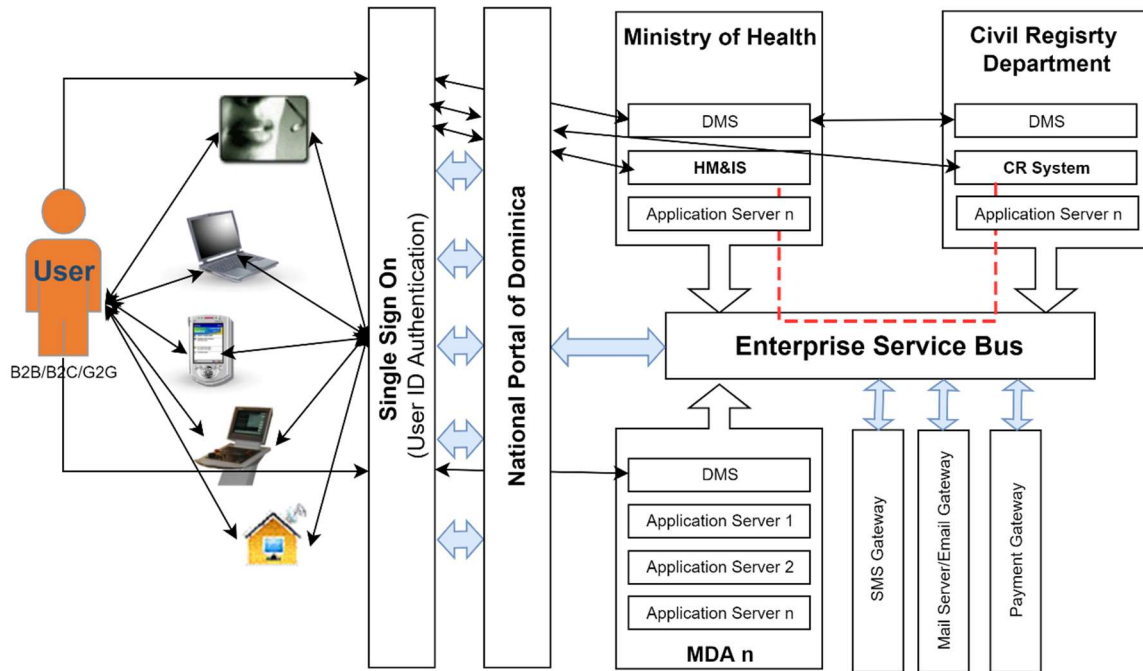 User
B2B/B2C/G2G
Single Sign On
(User ID Authentication)
National Portal of Dominica
Ministry of Health
DMS
HM&IS
Application Server n
Civil Regisrty
Department
DMS
CR System
Application Server n
Enterprise Service Bus
DMS
Application Server 1
Application Server 2
Application Server n
MDA n
SMS Gateway
Mail Server/Email Gateway
Payment Gateway